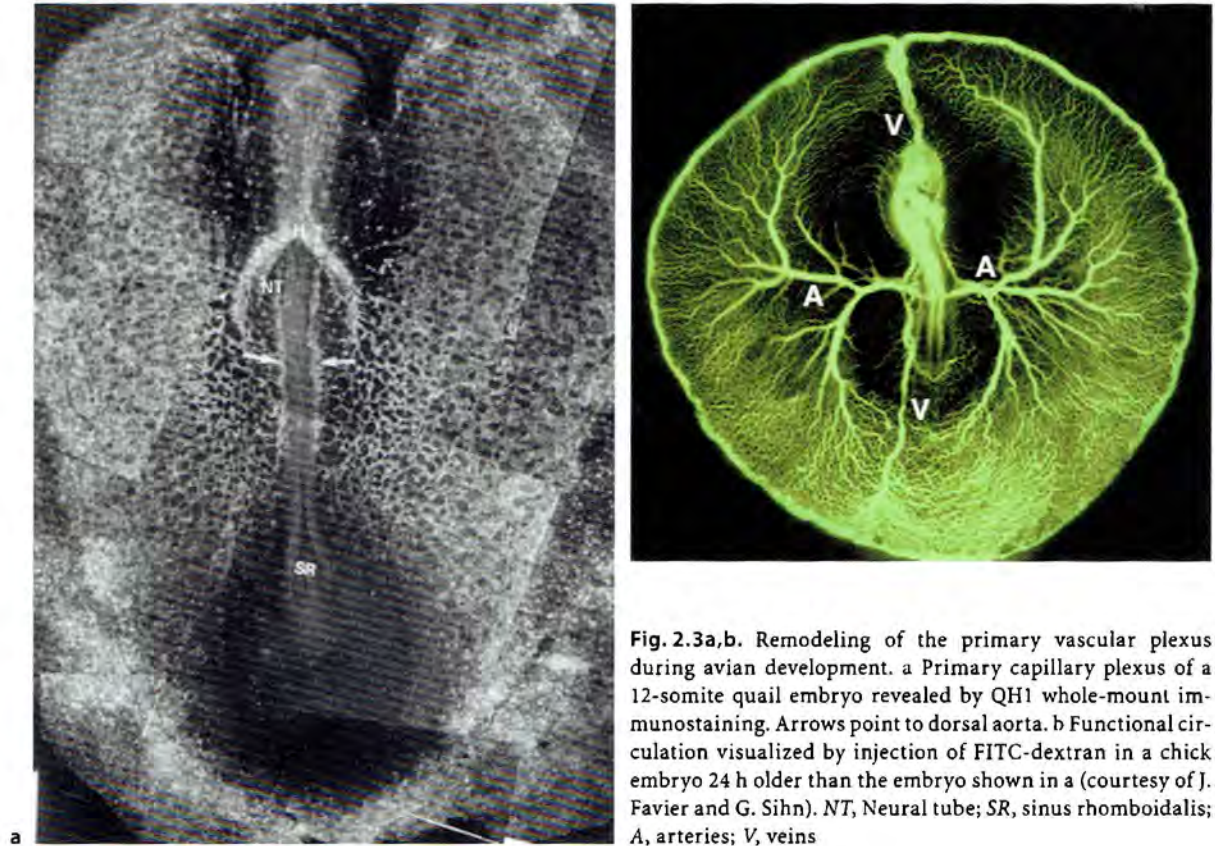 NT
SR
a
V
A
A
V
Fig. 2.3a,b. Remodeling of the primary vascular plexus
during avian development. a Primary capillary plexus of a
12-somite quail embryo revealed by QH1 whole-mount im-
munostaining. Arrows point to dorsal aorta. b Functional cir-
culation visualized by injection of FITC-dextran in a chick
embryo 24 h older than the embryo shown in a (courtesy of J.
Favier and G. Sihn). NT, Neural tube; SR, sinus rhomboidalis;
A, arteries; V, veins